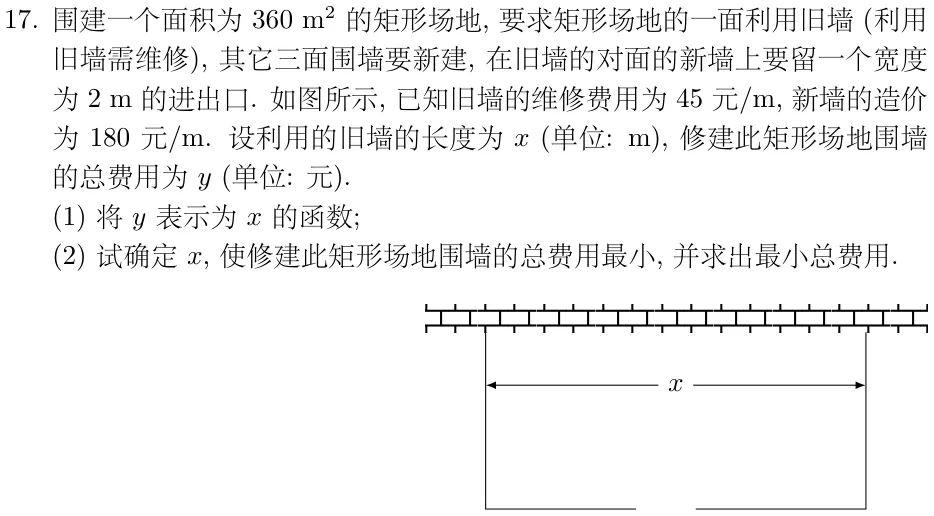 17. 围建一个面积为 360 m² 的矩形场地, 要求矩形场地的一面利用旧墙 (利用
旧墙需维修), 其它三面围墙要新建, 在旧墙的对面的新墙上要留一个宽度
为 2 m 的进出口. 如图所示, 已知旧墙的维修费用为 45 元/m, 新墙的造价
为 180 元/m. 设利用的旧墙的长度为 x (单位: m), 修建此矩形场地围墙
的总费用为 y (单位: 元).
(1) 将 y 表示为 x 的函数;
(2) 试确定 x, 使修建此矩形场地围墙的总费用最小, 并求出最小总费用.
x